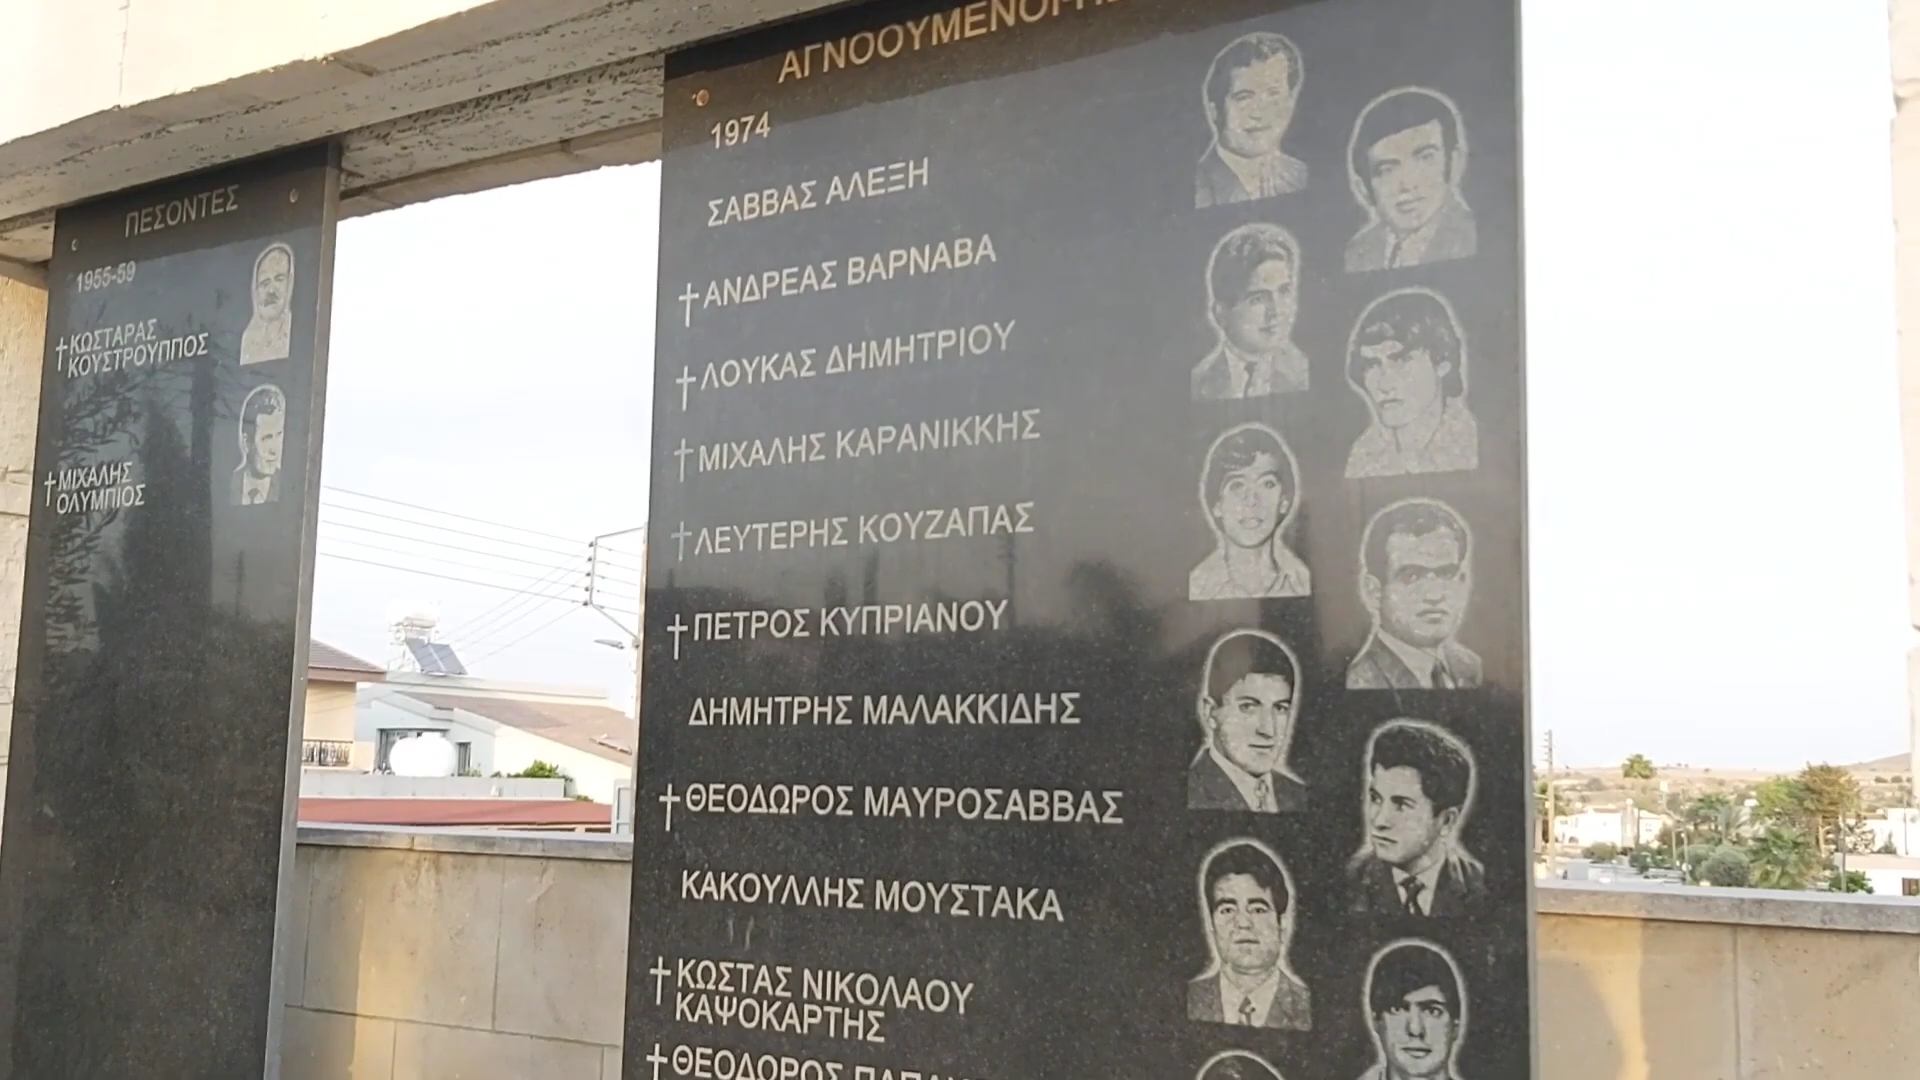 ΠΕΣΟΝΤΕΣ
1955-59
†ΚΩΣΤΑΡΑΣ
ΚΟΥΣΤΡΟΥΠΠΟΣ
†ΜΙΧΑΛΗΣ
ΟΛΥΜΠΙΟΣ
1974
ΣΑΒΒΑΣ ΑΛΕΞΗ
†ΑΝΔΡΕΑΣ ΒΑΡΝΑΒΑ
†ΛΟΥΚΑΣ ΔΗΜΗΤΡΙΟΥ
†ΜΙΧΑΛΗΣ ΚΑΡΑΝΙΚΚΗΣ
†ΛΕΥΤΕΡΗΣ ΚΟΥΖΑΠΑΣ
†ΠΕΤΡΟΣ ΚΥΠΡΙΑΝΟΥ
ΔΗΜΗΤΡΗΣ ΜΑΛΑΚΚΙΔΗΣ
†ΘΕΟΔΩΡΟΣ ΜΑΥΡΟΣΑΒΒΑΣ
ΚΑΚΟΥΛΛΗΣ ΜΟΥΣΤΑΚΑ
†ΚΩΣΤΑΣ ΝΙΚΟΛΑΟΥ
ΚΑΨΟΚΑΡΤΗΣ
†ΘΕΟΔΩΡΟΣ